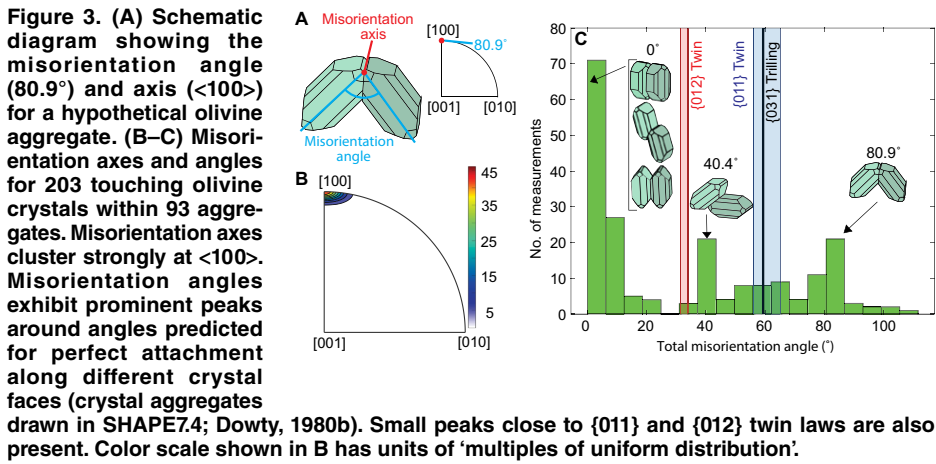 Figure 3. (A) Schematic
diagram showing the
misorientation angle
(80.9°) and axis (<100>)
for a hypothetical olivine
aggregate. (B–C) Misori-
entation axes and angles
for 203 touching olivine
crystals within 93 aggre-
gates. Misorientation axes
cluster strongly at <100>.
Misorientation angles
exhibit prominent peaks
around angles predicted
for perfect attachment
along different crystal
faces (crystal aggregates
drawn in SHAPE7.4; Dowty, 1980b). Small peaks close to {011} and {012} twin laws are also
present. Color scale shown in B has units of ‘multiples of uniform distribution’.
A
Misorientation
axis
[100]
80.9°
[001]
[010]
Misorientation
angle
B
[100]
[001]
[010]
45
35
25
15
5
C
No. of measurements
80
70
60
50
40
30
20
10
0
0°
{012} Twin
{011} Twin
{031} Trilling
40.4°
80.9°
0
20
40
60
80
100
Total misorientation angle (°)